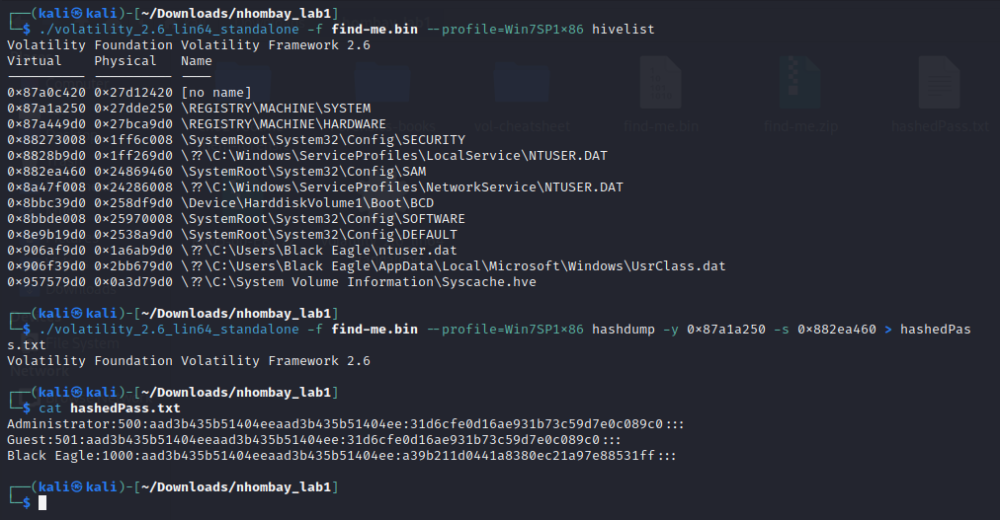 ┌──(kali㉿kali)-[~/Downloads/nhombay_lab1]
└─$ ./volatility_2.6_lin64_standalone -f find-me.bin --profile=Win7SP1×86 hivelist
Volatility Foundation Volatility Framework 2.6
Virtual    Physical   Name
---------- ---------- ----
0×87a0c420 0×27d12420 [no name]
0×87a1a250 0×27dde250 \REGISTRY\MACHINE\SYSTEM
0×87a449d0 0×27bca9d0 \REGISTRY\MACHINE\HARDWARE
0×88273008 0×1ff6c008 \SystemRoot\System32\Config\SECURITY
0×8828b9d0 0×1ff269d0 \??\C:\Windows\ServiceProfiles\LocalService\NTUSER.DAT
0×882ea460 0×24869460 \SystemRoot\System32\Config\SAM
0×8a47f008 0×24286008 \??\C:\Windows\ServiceProfiles\NetworkService\NTUSER.DAT
0×8bbc39d0 0×258df9d0 \Device\HarddiskVolume1\Boot\BCD
0×8bbde008 0×25970008 \SystemRoot\System32\Config\SOFTWARE
0×8e9b19d0 0×2538a9d0 \SystemRoot\System32\Config\DEFAULT
0×906af9d0 0×1a6ab9d0 \??\C:\Users\Black Eagle\ntuser.dat
0×906f39d0 0×2bb679d0 \??\C:\Users\Black Eagle\AppData\Local\Microsoft\Windows\UsrClass.dat
0×957579d0 0×0a3d79d0 \??\C:\System Volume Information\Syscache.hve
┌──(kali㉿kali)-[~/Downloads/nhombay_lab1]
└─$ ./volatility_2.6_lin64_standalone -f find-me.bin --profile=Win7SP1×86 hashdump -y 0×87a1a250 -s 0×882ea460 > hashedPas
s.txt
Volatility Foundation Volatility Framework 2.6
┌──(kali㉿kali)-[~/Downloads/nhombay_lab1]
└─$ cat hashedPass.txt
Administrator:500:aad3b435b51404eeaad3b435b51404ee:31d6cfe0d16ae931b73c59d7e0c089c0:::
Guest:501:aad3b435b51404eeaad3b435b51404ee:31d6cfe0d16ae931b73c59d7e0c089c0:::
Black Eagle:1000:aad3b435b51404eeaad3b435b51404ee:a39b211d0441a8380ec21a97e88531ff:::
┌──(kali㉿kali)-[~/Downloads/nhombay_lab1]
└─$
find-me.bin
find-me.zip
hashedPass.txt